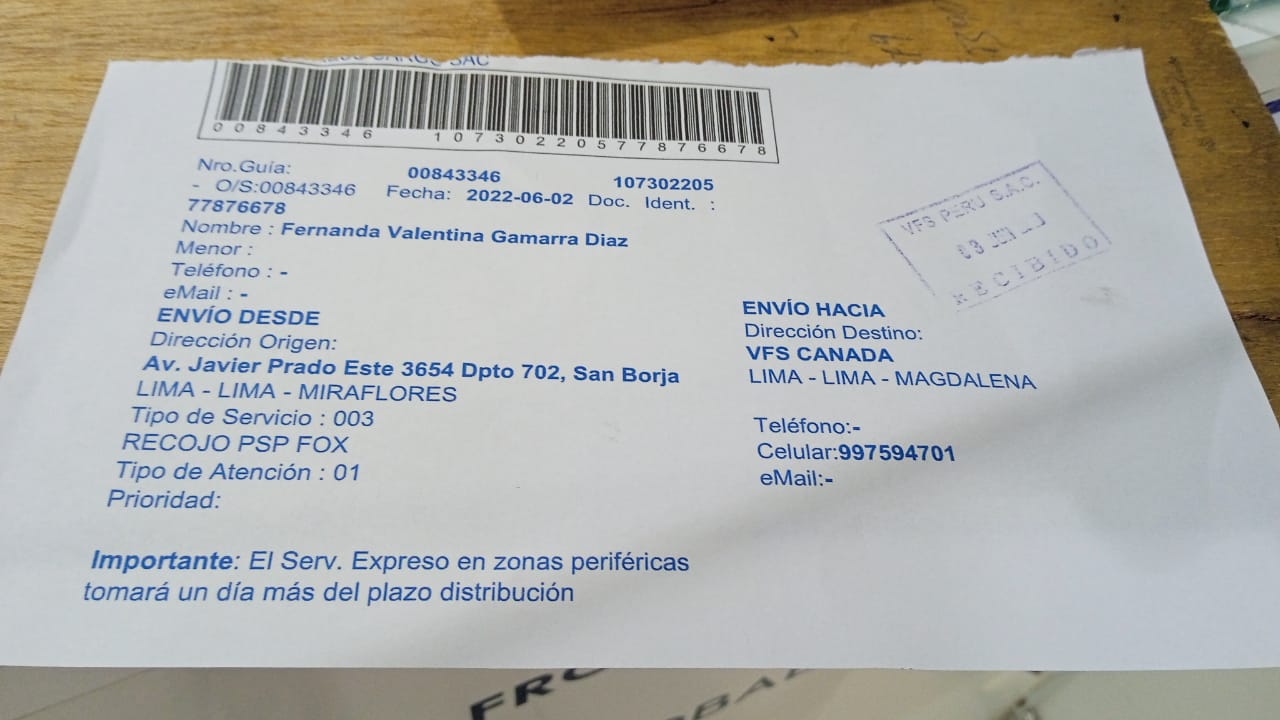 CARGO SAC
00843346 1073022057787667 8
Nro.Guía: 00843346 107302205
- O/S:00843346 Fecha: 2022-06-02 Doc. Ident. :
77876678
Nombre : Fernanda Valentina Gamarra Diaz
Menor :
Teléfono : -
eMail : -
ENVÍO DESDE
Dirección Origen:
Av. Javier Prado Este 3654 Dpto 702, San Borja
LIMA - LIMA - MIRAFLORES
Tipo de Servicio : 003
RECOJO PSP FOX
Tipo de Atención : 01
Prioridad:
ENVÍO HACIA
Dirección Destino:
VFS CANADA
LIMA - LIMA - MAGDALENA
Teléfono:-
Celular:997594701
eMail:-
Importante: El Serv. Expreso en zonas periféricas
tomará un día más del plazo distribución
VFS PERU S.A.C.
03 JUN
RECIBIDO